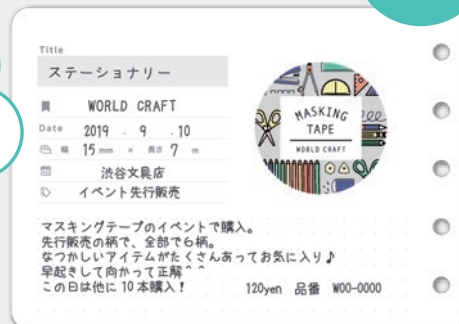 Title
ステーショナリー
WORLD CRAFT
Date 2019 . 9 .10
幅 15 mm × 長さ 7 m
渋谷文具店
イベント先行販売
MASKING
TAPE
WORLD CRAFT
マスキングテープのイベントで購入。
先行販売の柄で、全部で6柄。
なつかしいアイテムがたくさんあってお気に入り♪
早起きして向かって正解^^
この日は他に10本購入！
120yen 品番 W00-0000